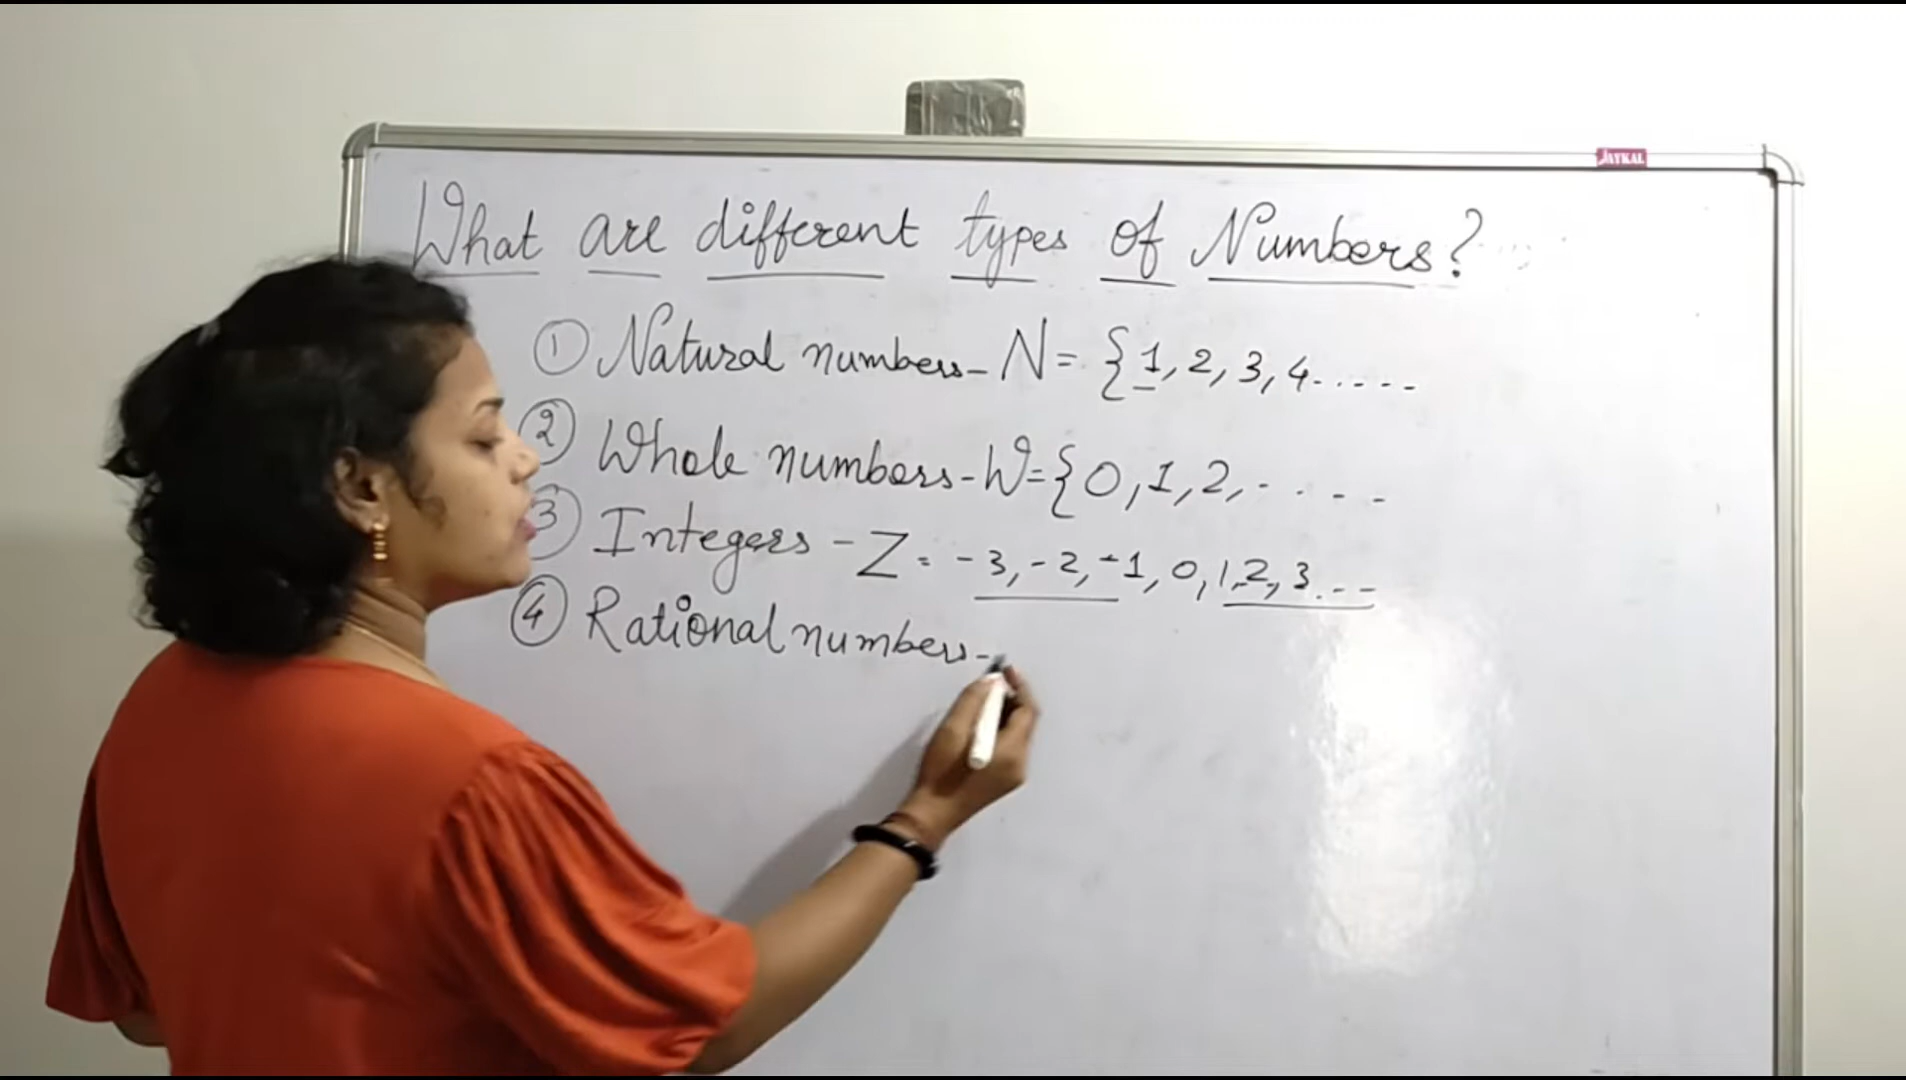 JAYKAL
What are different types of Numbers?
① Natural numbers - N = {1, 2, 3, 4.....
② Whole numbers - W = {0, 1, 2, .....
③ Integers - Z = -3, -2, -1, 0, 1, 2, 3...
④ Rational numbers -